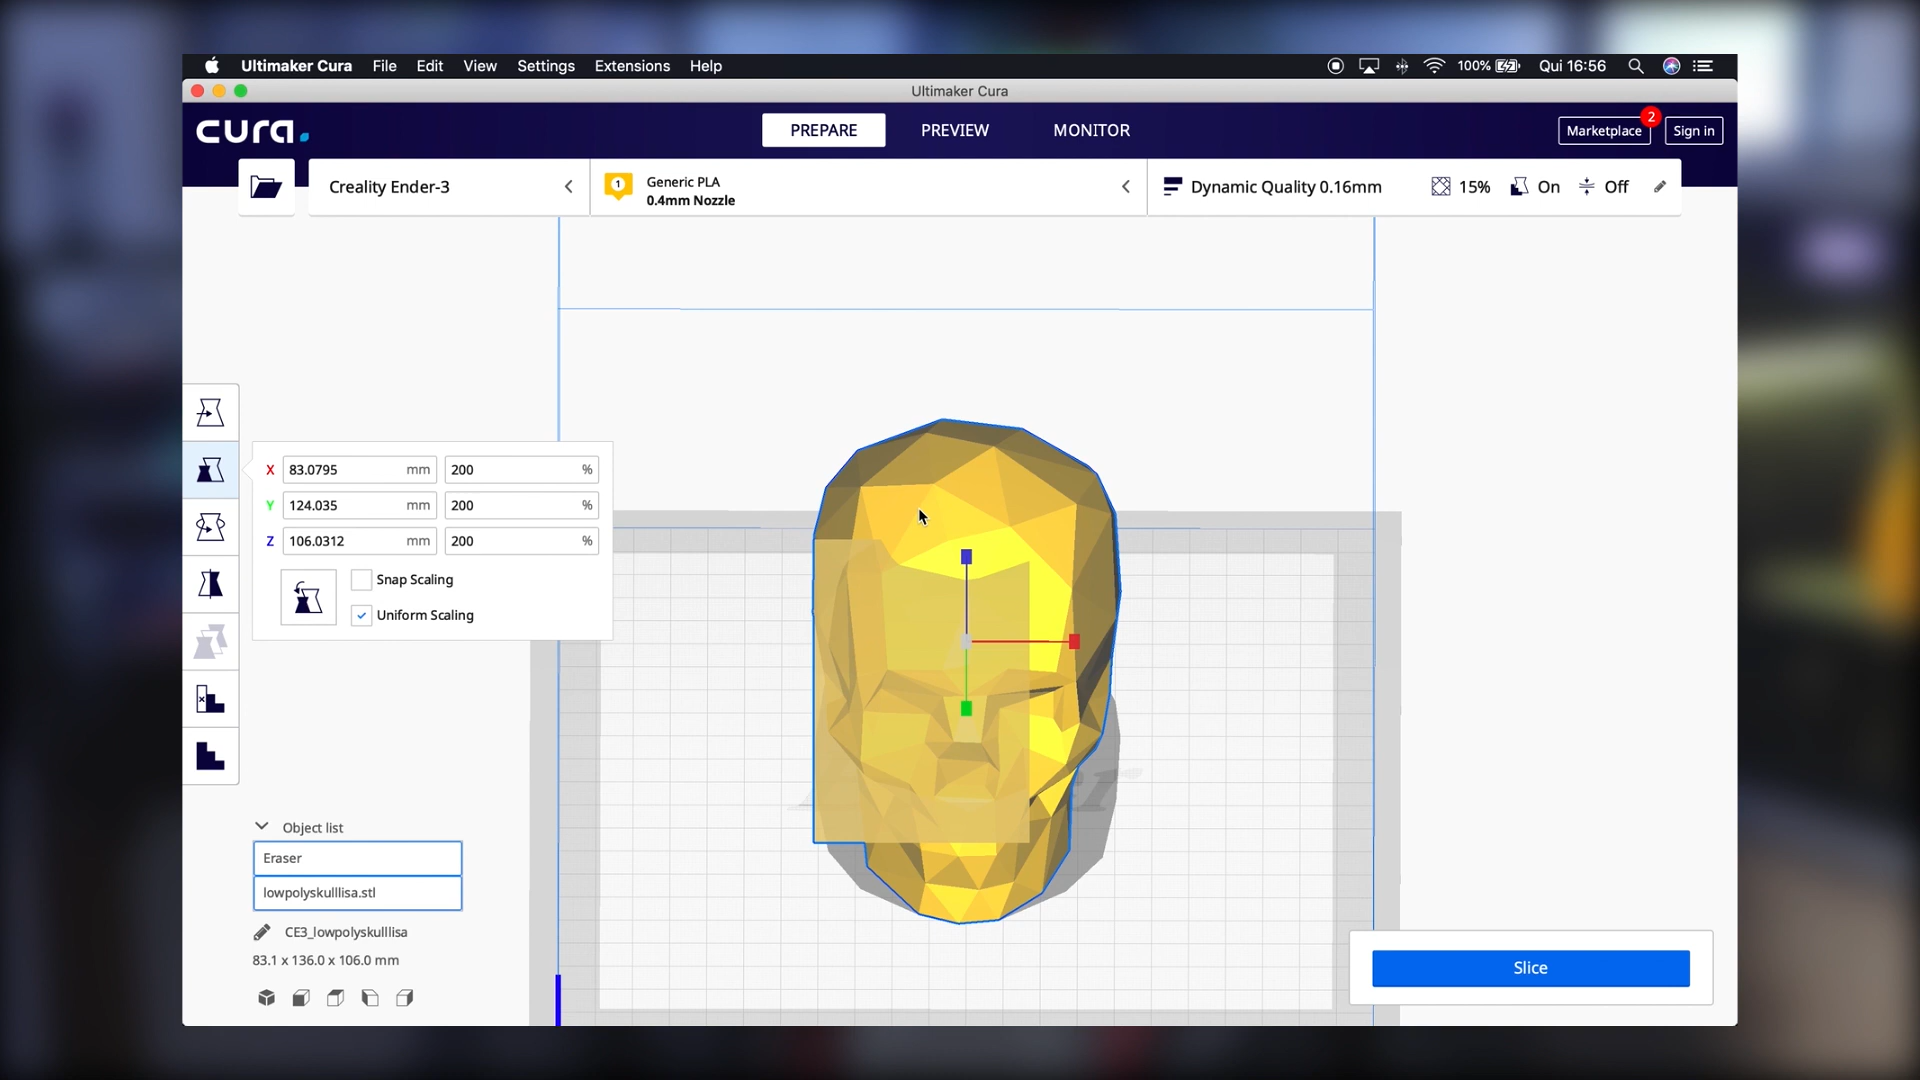 Ultimaker Cura File Edit View Settings Extensions Help 100% Qui 16:56
Ultimaker Cura
cura. PREPARE PREVIEW MONITOR Marketplace 2 Sign in
Creality Ender-3 1 Generic PLA Dynamic Quality 0.16mm 15% On Off
0.4mm Nozzle
X 83.0795 mm 200 %
Y 124.035 mm 200 %
Z 106.0312 mm 200 %
Snap Scaling
Uniform Scaling
Object list
Eraser
lowpolyskulllisa.stl
CE3_lowpolyskulllisa
83.1 x 136.0 x 106.0 mm
Slice